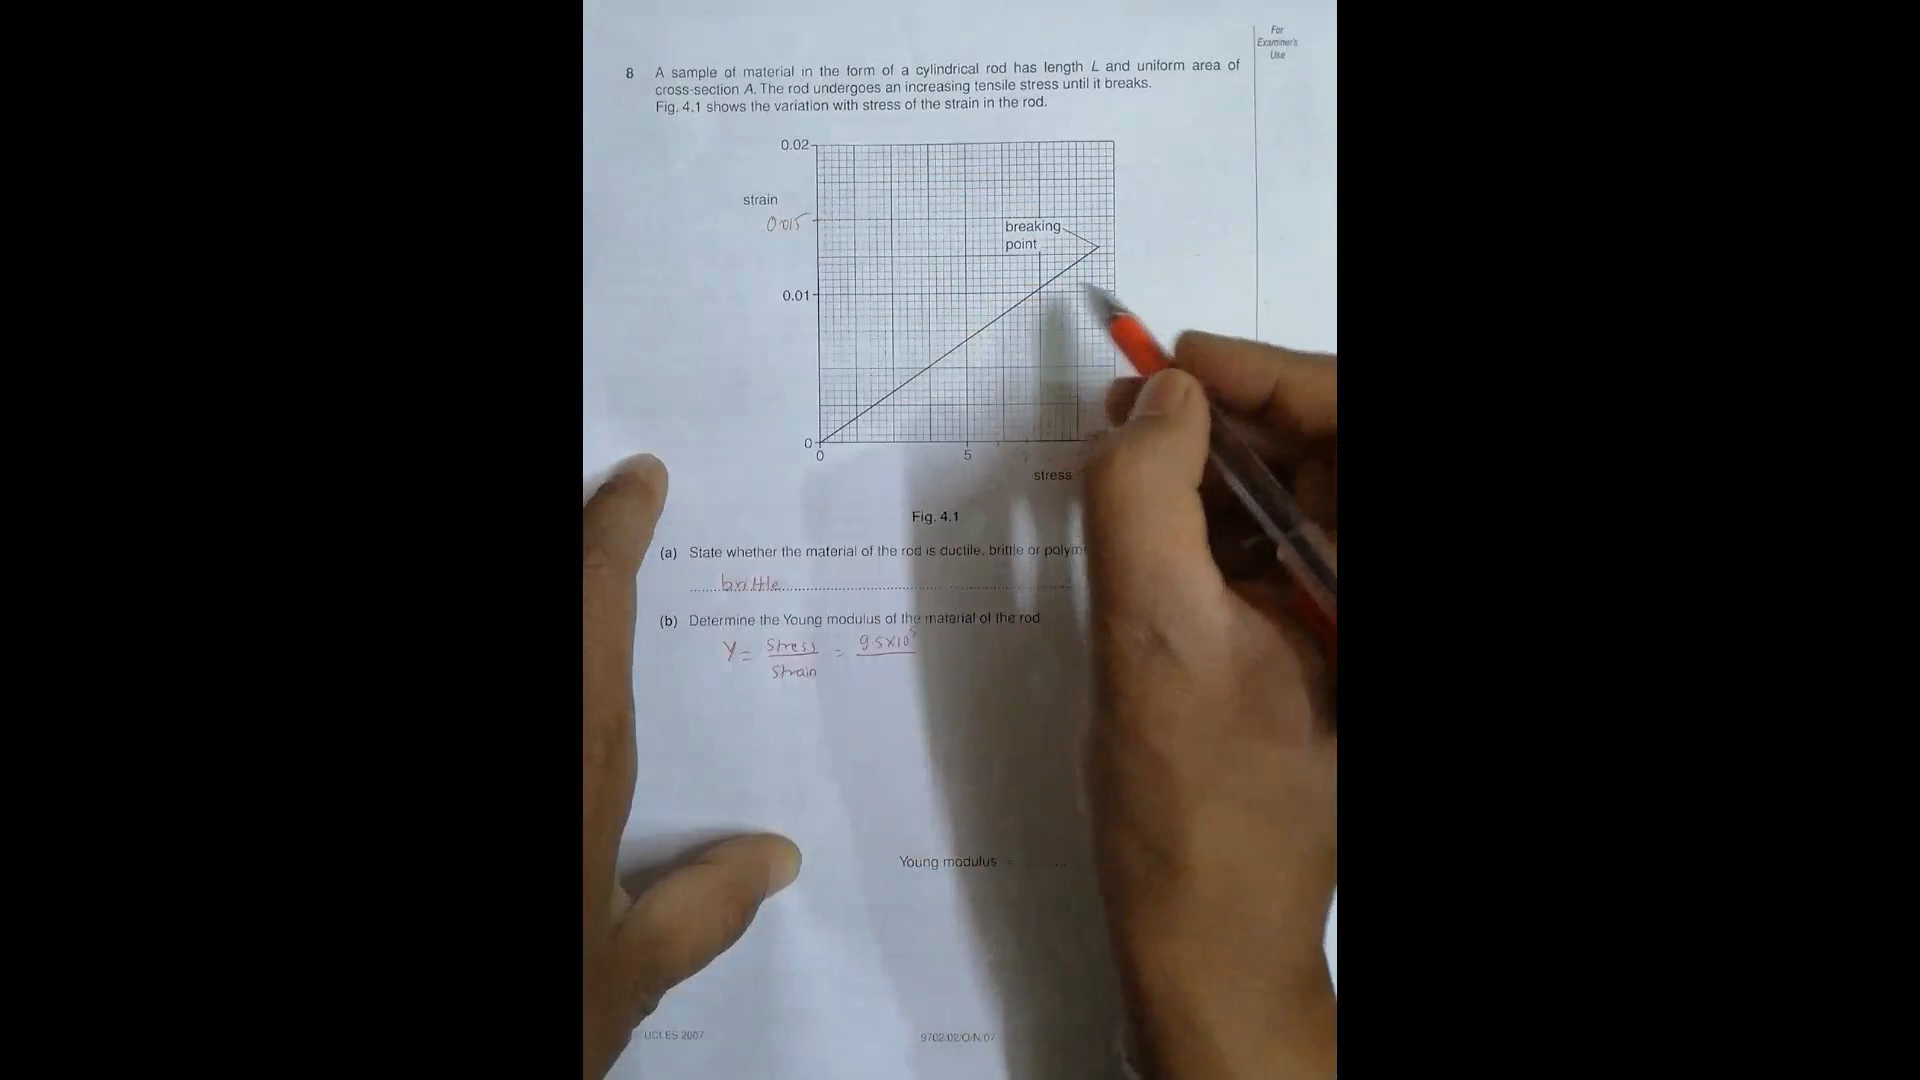 For
Examiner's
Use
8 A sample of material in the form of a cylindrical rod has length L and uniform area of
cross-section A. The rod undergoes an increasing tensile stress until it breaks.
Fig. 4.1 shows the variation with stress of the strain in the rod.
0.02
strain
0.015
breaking
point
0.01
0
0
5
stress
Fig. 4.1
(a) State whether the material of the rod is ductile, brittle or polym
brittle
(b) Determine the Young modulus of the material of the rod
Y = Stress / Strain = 9.5×10
Young modulus =
UCLES 2007
9702/02/O/N/07